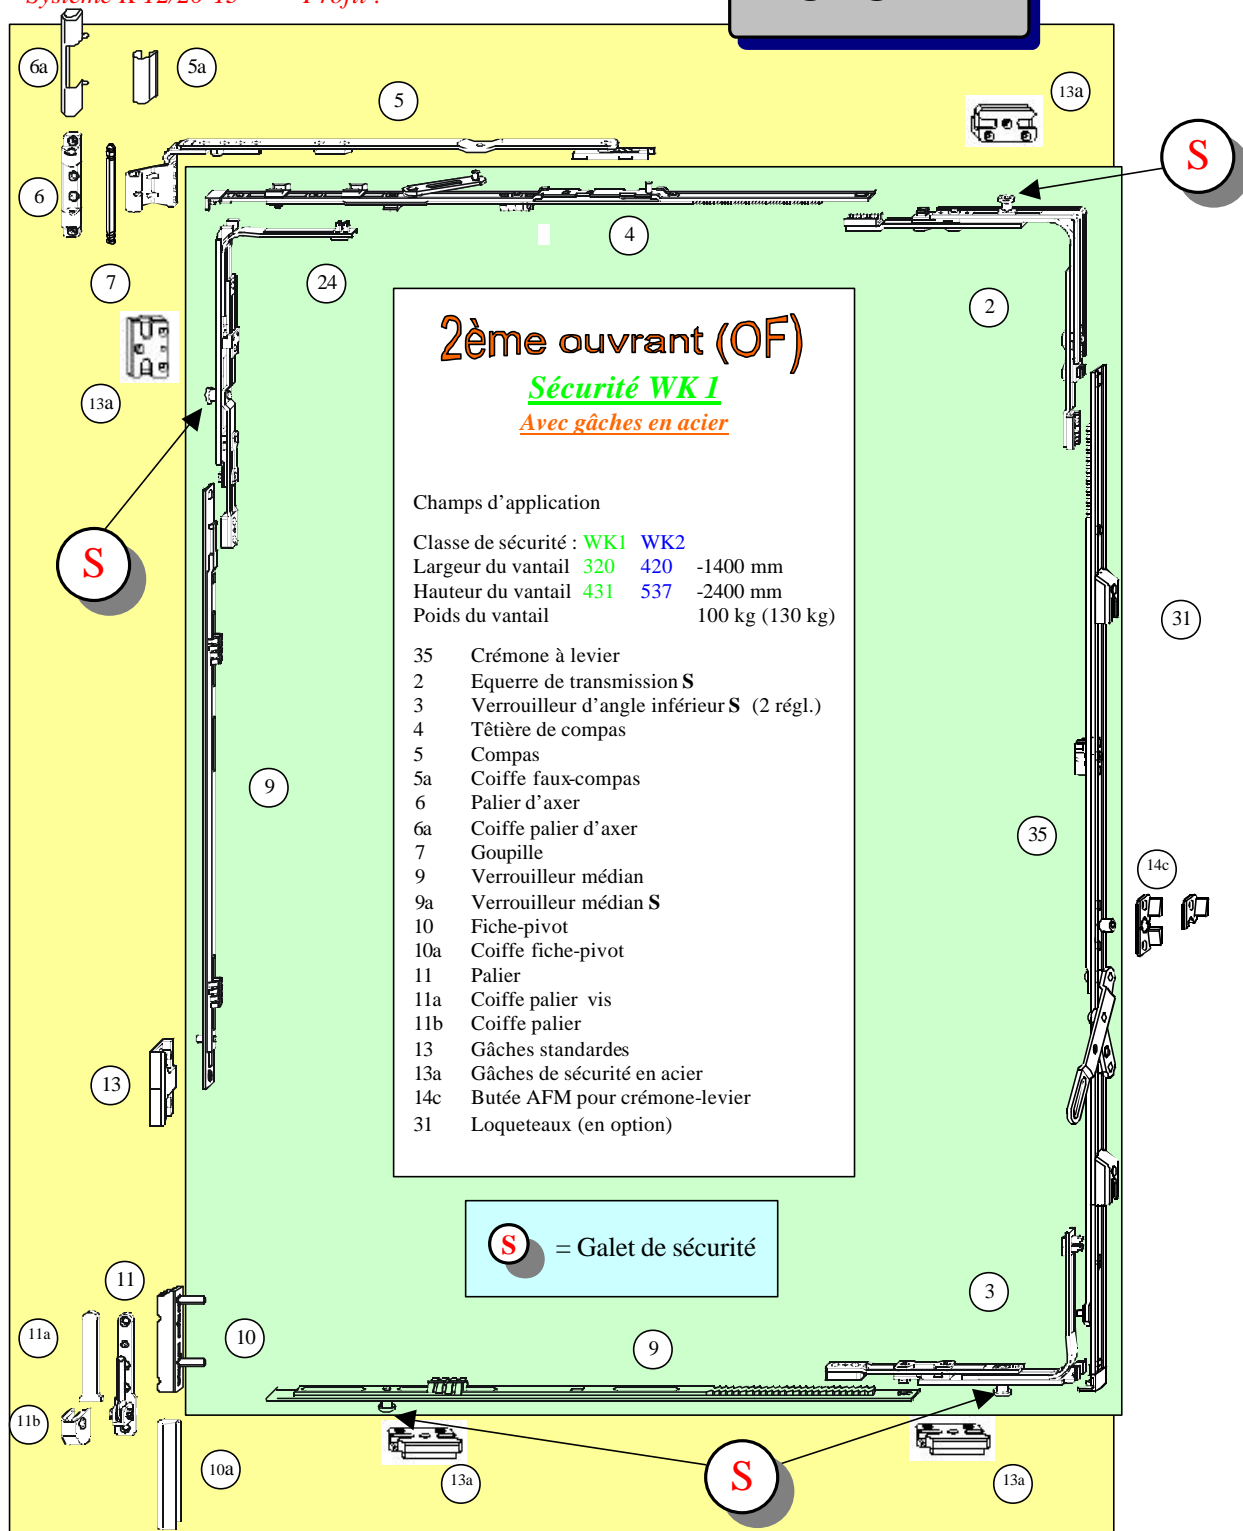 6a
5a
5
13a
S
6
4
7
24
2
13a
2ème ouvrant (OF)
Sécurité WK 1
Avec gâches en acier
S
Champs d'application
Classe de sécurité : WK1 WK2
Largeur du vantail 320 420 -1400 mm
Hauteur du vantail 431 537 -2400 mm
Poids du vantail 100 kg (130 kg)
31
35 Crémone à levier
2 Equerre de transmission S
3 Verrouilleur d'angle inférieur S (2 régl.)
4 Têtière de compas
5 Compas
5a Coiffe faux-compas
6 Palier d'axer
6a Coiffe palier d'axer
7 Goupille
9 Verrouilleur médian
9a Verrouilleur médian S
10 Fiche-pivot
10a Coiffe fiche-pivot
11 Palier
11a Coiffe palier vis
11b Coiffe palier
13 Gâches standardes
13a Gâches de sécurité en acier
14c Butée AFM pour crémone-levier
31 Loqueteaux (en option)
9
35
14c
13
S = Galet de sécurité
11
3
11a
10
9
11b
10a
13a
S
13a